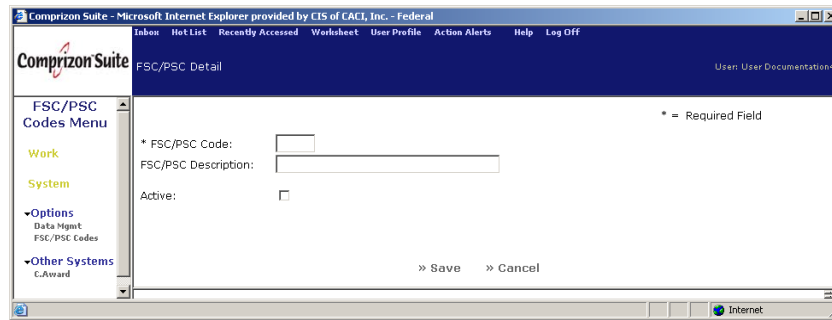 Comprizon Suite - Microsoft Internet Explorer provided by CIS of CACI, Inc. - Federal
Inbox HotList Recently Accessed Worksheet User Profile Action Alerts Help Log Off
Comprizon Suite
FSC/PSC Detail
User: User Documentation4
FSC/PSC
Codes Menu
Work
System
Options
Data Mgmt
FSC/PSC Codes
Other Systems
C.Award
* = Required Field
* FSC/PSC Code:
FSC/PSC Description:
Active:
» Save » Cancel
Internet